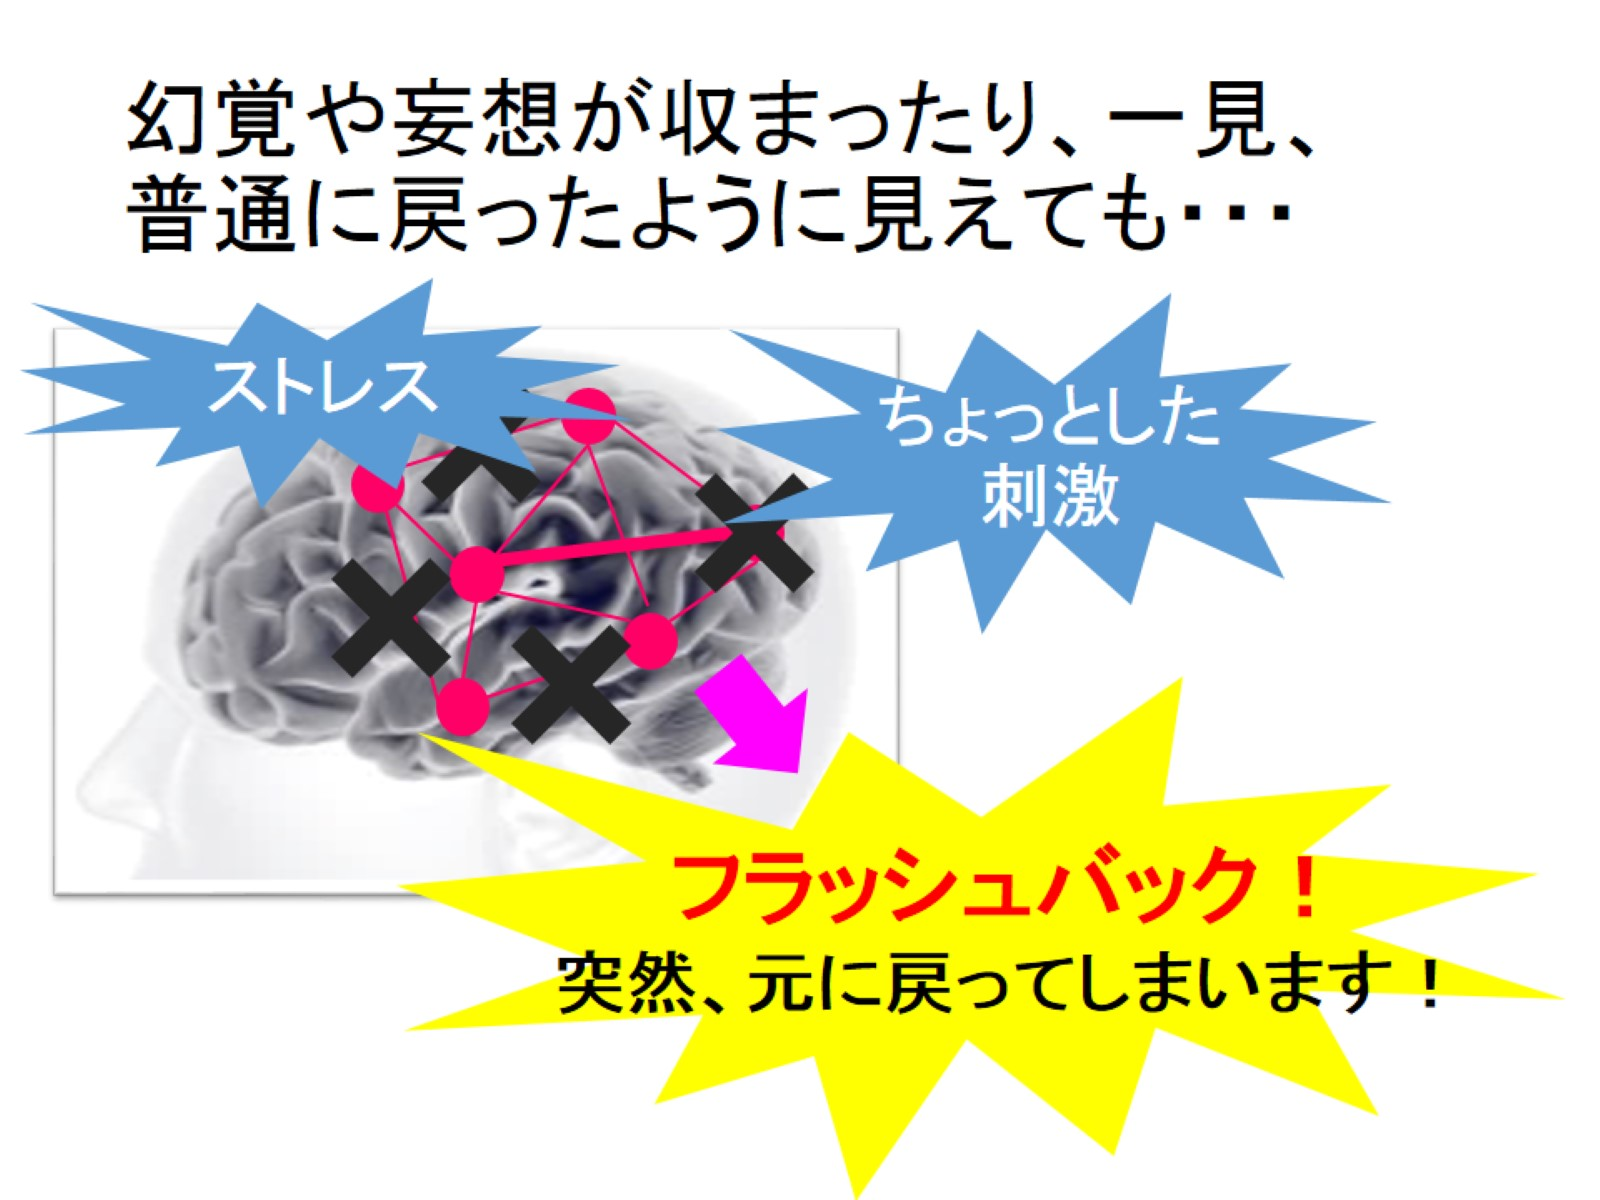 幻覚や妄想が収まったり、一見、
普通に戻ったように見えても・・・
ストレス
ちょっとした
刺激
フラッシュバック！
突然、元に戻ってしまいます！